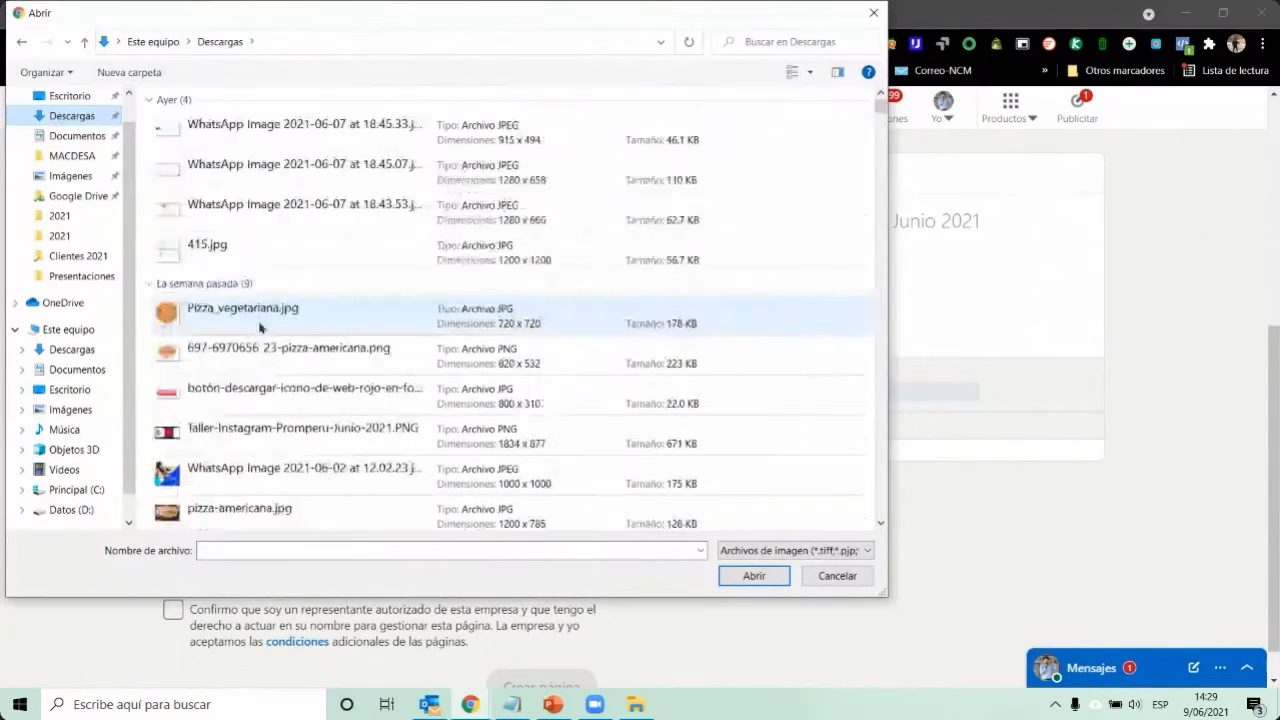 Abrir
Este equipo > Descargas >
Buscar en Descargas
Organizar
Nueva carpeta
Correo-NCM
»
Otros marcadores
Lista de lectura
99
1
Yo
Productos
Publicitar
Escritorio
Descargas
Documentos
MACDESA
Imágenes
Google Drive
2021
2021
Clientes 2021
Presentaciones
OneDrive
Este equipo
Descargas
Documentos
Escritorio
Imágenes
Música
Objetos 3D
Videos
Principal (C:)
Datos (D:)
Ayer (4)
WhatsApp Image 2021-06-07 at 18.45.33.j...
Tipo: Archivo JPEG
Dimensiones: 915 x 494
Tamaño: 46.1 KB
WhatsApp Image 2021-06-07 at 18.45.07.j...
Tipo: Archivo JPEG
Dimensiones: 1280 x 658
Tamaño: 110 KB
WhatsApp Image 2021-06-07 at 18.43.53.j...
Tipo: Archivo JPEG
Dimensiones: 1280 x 666
Tamaño: 62.7 KB
415.jpg
Tipo: Archivo JPG
Dimensiones: 1200 x 1200
Tamaño: 56.7 KB
La semana pasada (9)
Pizza_vegetariana.jpg
Tipo: Archivo JPG
Dimensiones: 720 x 720
Tamaño: 178 KB
697-6970656_23-pizza-americana.png
Tipo: Archivo PNG
Dimensiones: 820 x 532
Tamaño: 223 KB
botón-descargar-icono-de-web-rojo-en-fo...
Tipo: Archivo JPG
Dimensiones: 800 x 310
Tamaño: 22.0 KB
Taller-Instagram-Promperu-Junio-2021.PNG
Tipo: Archivo PNG
Dimensiones: 1834 x 877
Tamaño: 671 KB
WhatsApp Image 2021-06-02 at 12.02.23.j...
Tipo: Archivo JPEG
Dimensiones: 1000 x 1000
Tamaño: 175 KB
pizza-americana.jpg
Tipo: Archivo JPG
Dimensiones: 1200 x 785
Tamaño: 128 KB
Junio 2021
Nombre de archivo:
Archivos de imagen (*.tiff;*.pjp;
Abrir
Cancelar
Confirmo que soy un representante autorizado de esta empresa y que tengo el
derecho a actuar en su nombre para gestionar esta página. La empresa y yo
aceptamos las condiciones adicionales de las páginas.
Crear página
Mensajes 1
Escribe aquí para buscar
ESP
14:29
9/06/2021
3